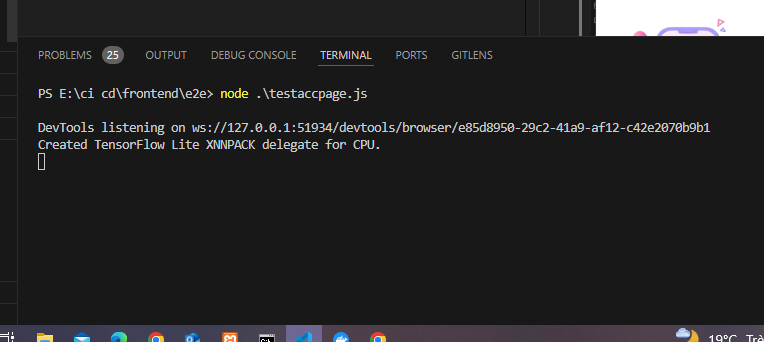 PROBLEMS 25 OUTPUT DEBUG CONSOLE TERMINAL PORTS GITLENS
PS E:\ci cd\frontend\e2e> node .\testaccpage.js
DevTools listening on ws://127.0.0.1:51934/devtools/browser/e85d8950-29c2-41a9-af12-c42e2070b9b1
Created TensorFlow Lite XNNPACK delegate for CPU.
19°C